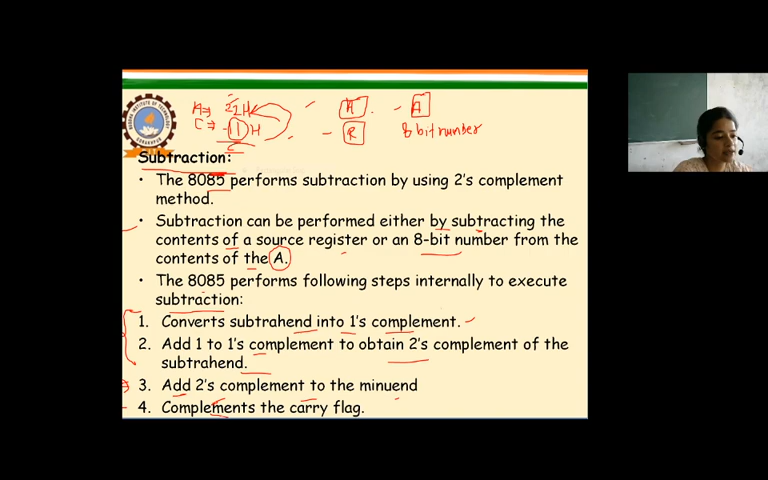 A⇒ 22H
C⇒ -11H
A
R
A
8 bit number
Subtraction:
• The 8085 performs subtraction by using 2's complement
method.
• Subtraction can be performed either by subtracting the
contents of a source register or an 8-bit number from the
contents of the A.
• The 8085 performs following steps internally to execute
subtraction:
1. Converts subtrahend into 1's complement.
2. Add 1 to 1's complement to obtain 2's complement of the
subtrahend.
3. Add 2's complement to the minuend
4. Complements the carry flag.